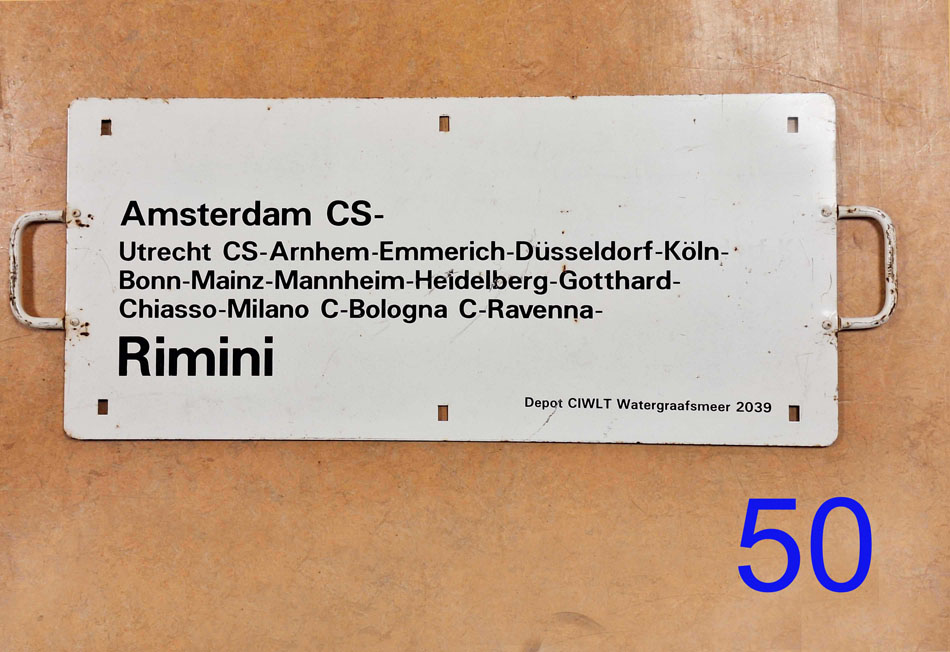 Amsterdam CS-
Utrecht CS-Arnhem-Emmerich-Düsseldorf-Köln-
Bonn-Mainz-Mannheim-Heidelberg-Gotthard-
Chiasso-Milano C-Bologna C-Ravenna-
Rimini
Depot CIWLT Watergraafsmeer 2039
50